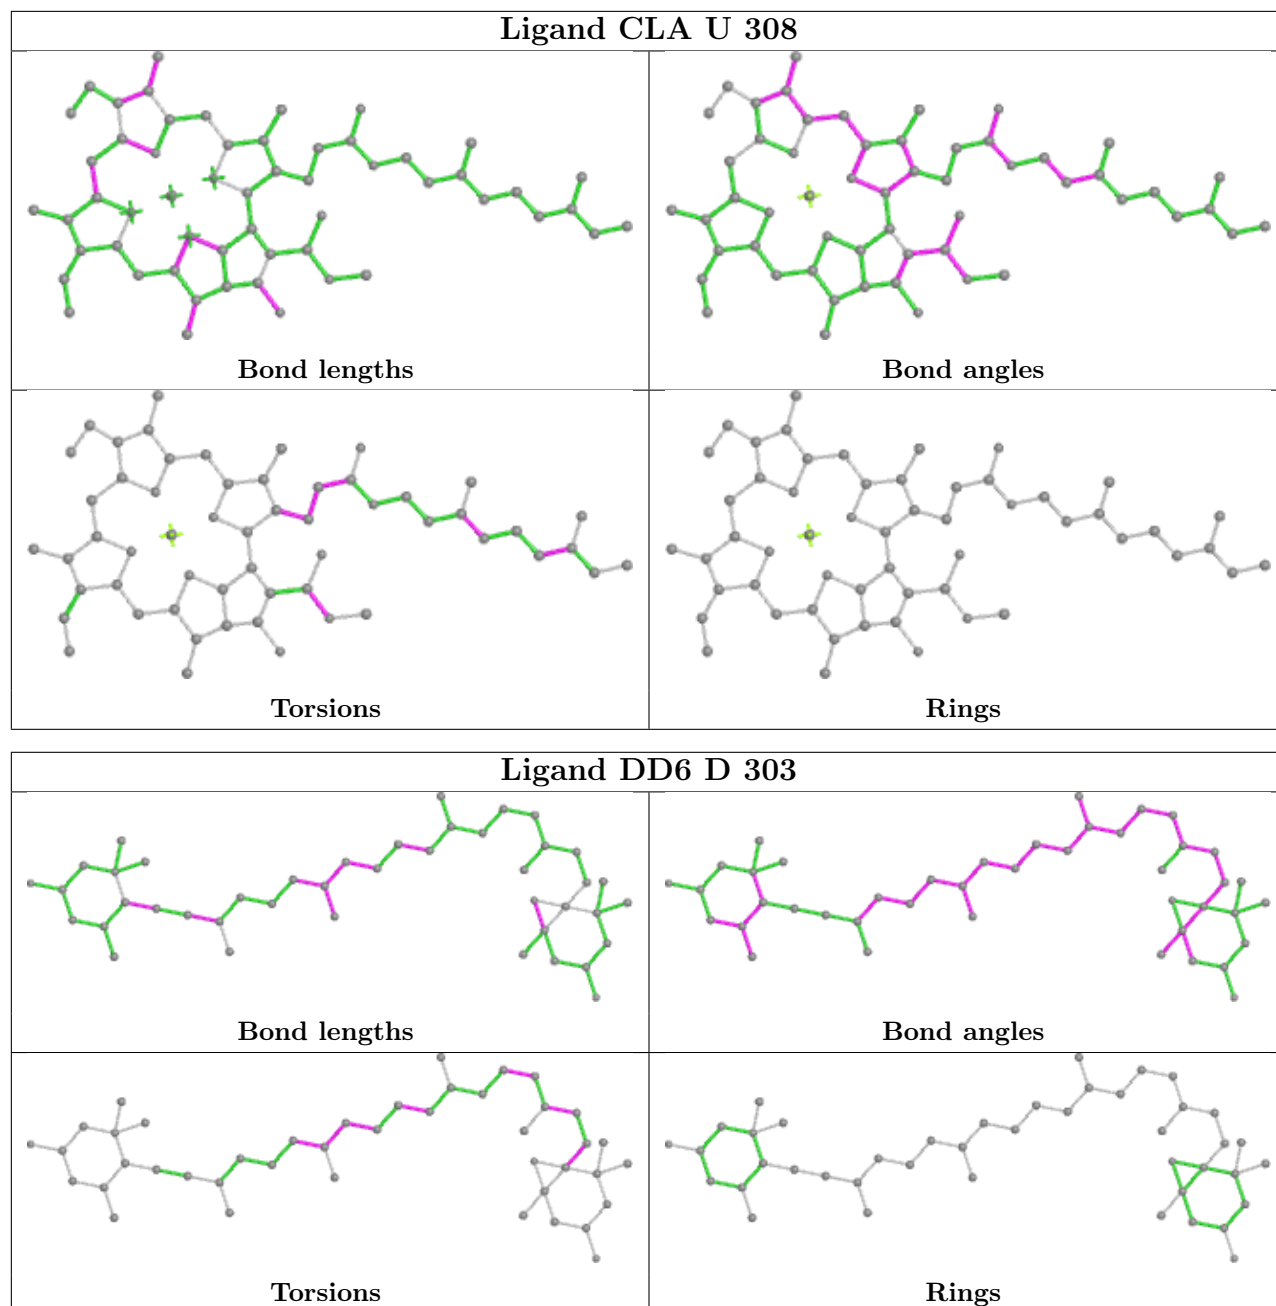 Ligand CLA U 308
Bond lengths
Bond angles
Torsions
Rings
Ligand DD6 D 303
Bond lengths
Bond angles
Torsions
Rings